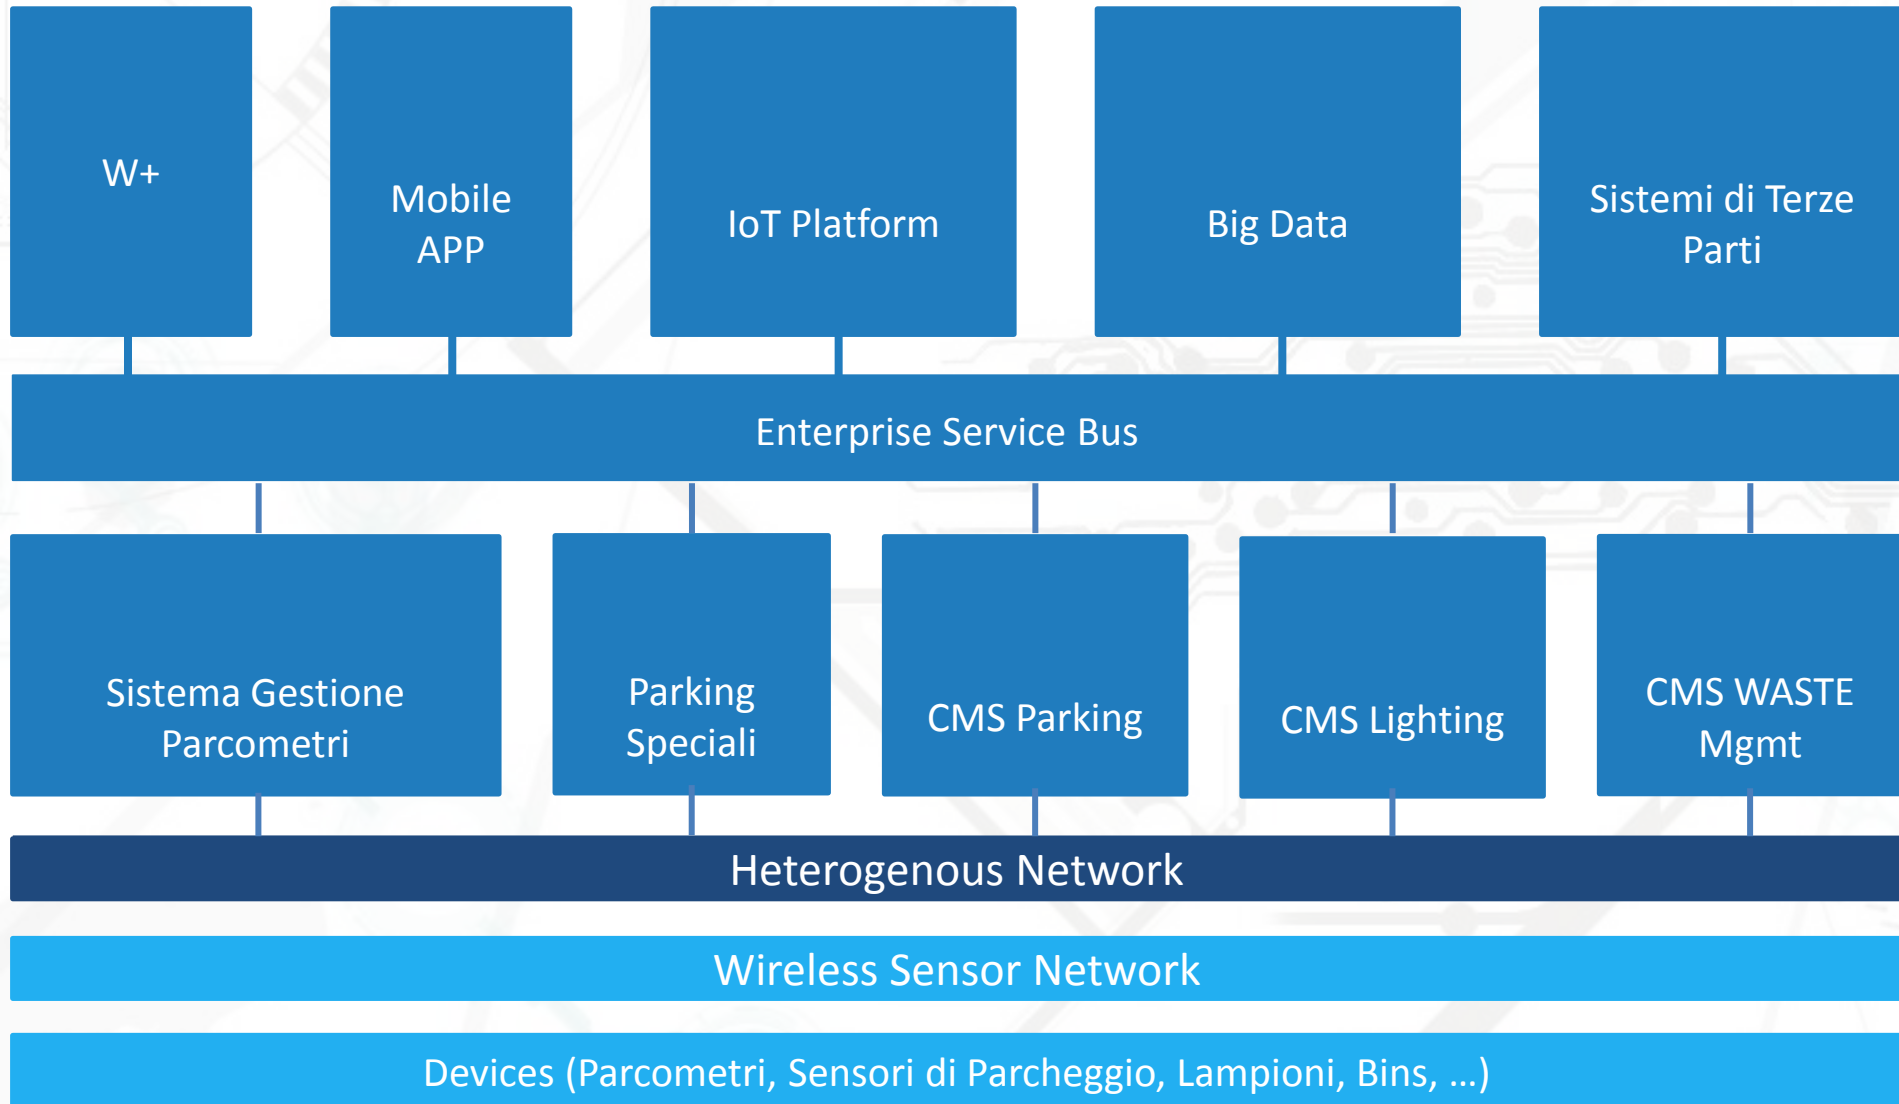 W+
Mobile
APP
IoT Platform
Big Data
Sistemi di Terze
Parti
Enterprise Service Bus
Sistema Gestione
Parcometri
Parking
Speciali
CMS Parking
CMS Lighting
CMS WASTE
Mgmt
Heterogenous Network
Wireless Sensor Network
Devices (Parcometri, Sensori di Parcheggio, Lampioni, Bins, ...)